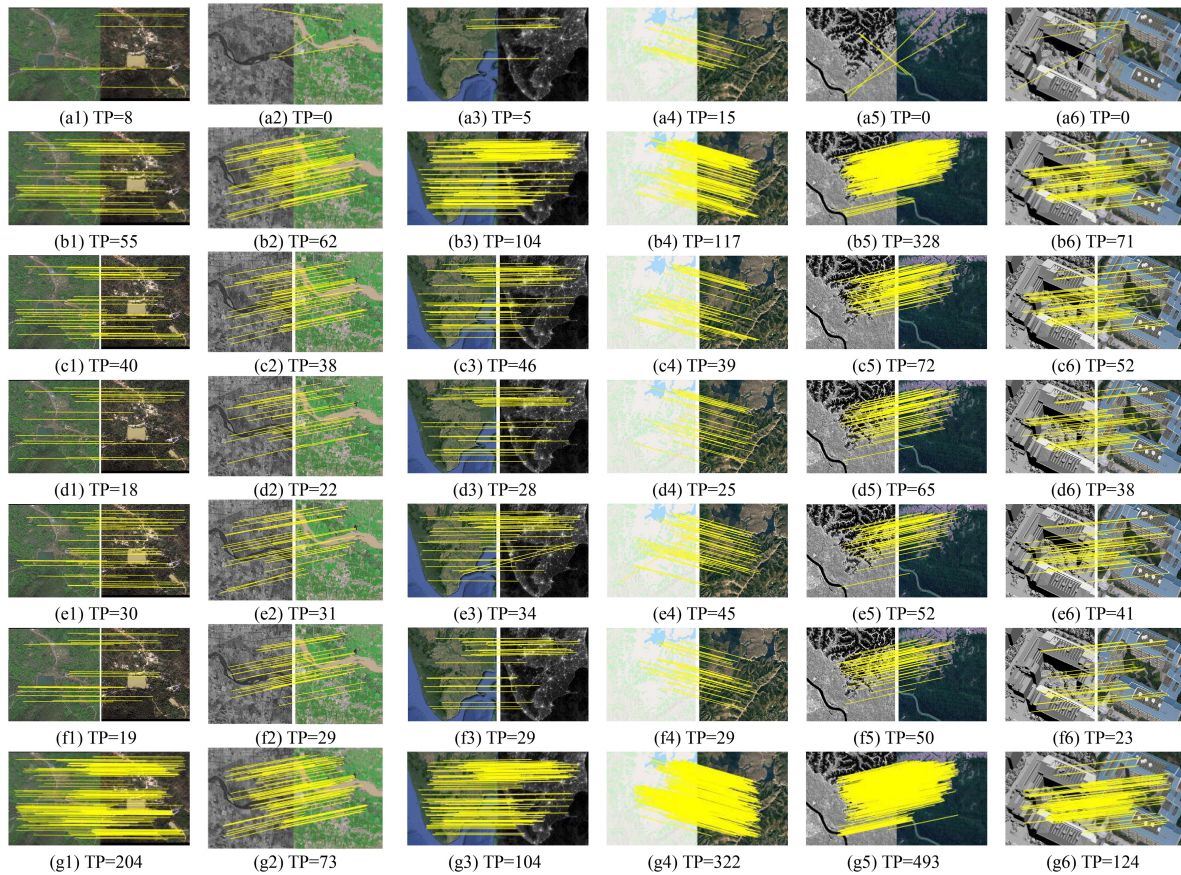 (a1) TP=8 (a2) TP=0 (a3) TP=5 (a4) TP=15 (a5) TP=0 (a6) TP=0
(b1) TP=55 (b2) TP=62 (b3) TP=104 (b4) TP=117 (b5) TP=328 (b6) TP=71
(c1) TP=40 (c2) TP=38 (c3) TP=46 (c4) TP=39 (c5) TP=72 (c6) TP=52
(d1) TP=18 (d2) TP=22 (d3) TP=28 (d4) TP=25 (d5) TP=65 (d6) TP=38
(e1) TP=30 (e2) TP=31 (e3) TP=34 (e4) TP=45 (e5) TP=52 (e6) TP=41
(f1) TP=19 (f2) TP=29 (f3) TP=29 (f4) TP=29 (f5) TP=50 (f6) TP=23
(g1) TP=204 (g2) TP=73 (g3) TP=104 (g4) TP=322 (g5) TP=493 (g6) TP=124